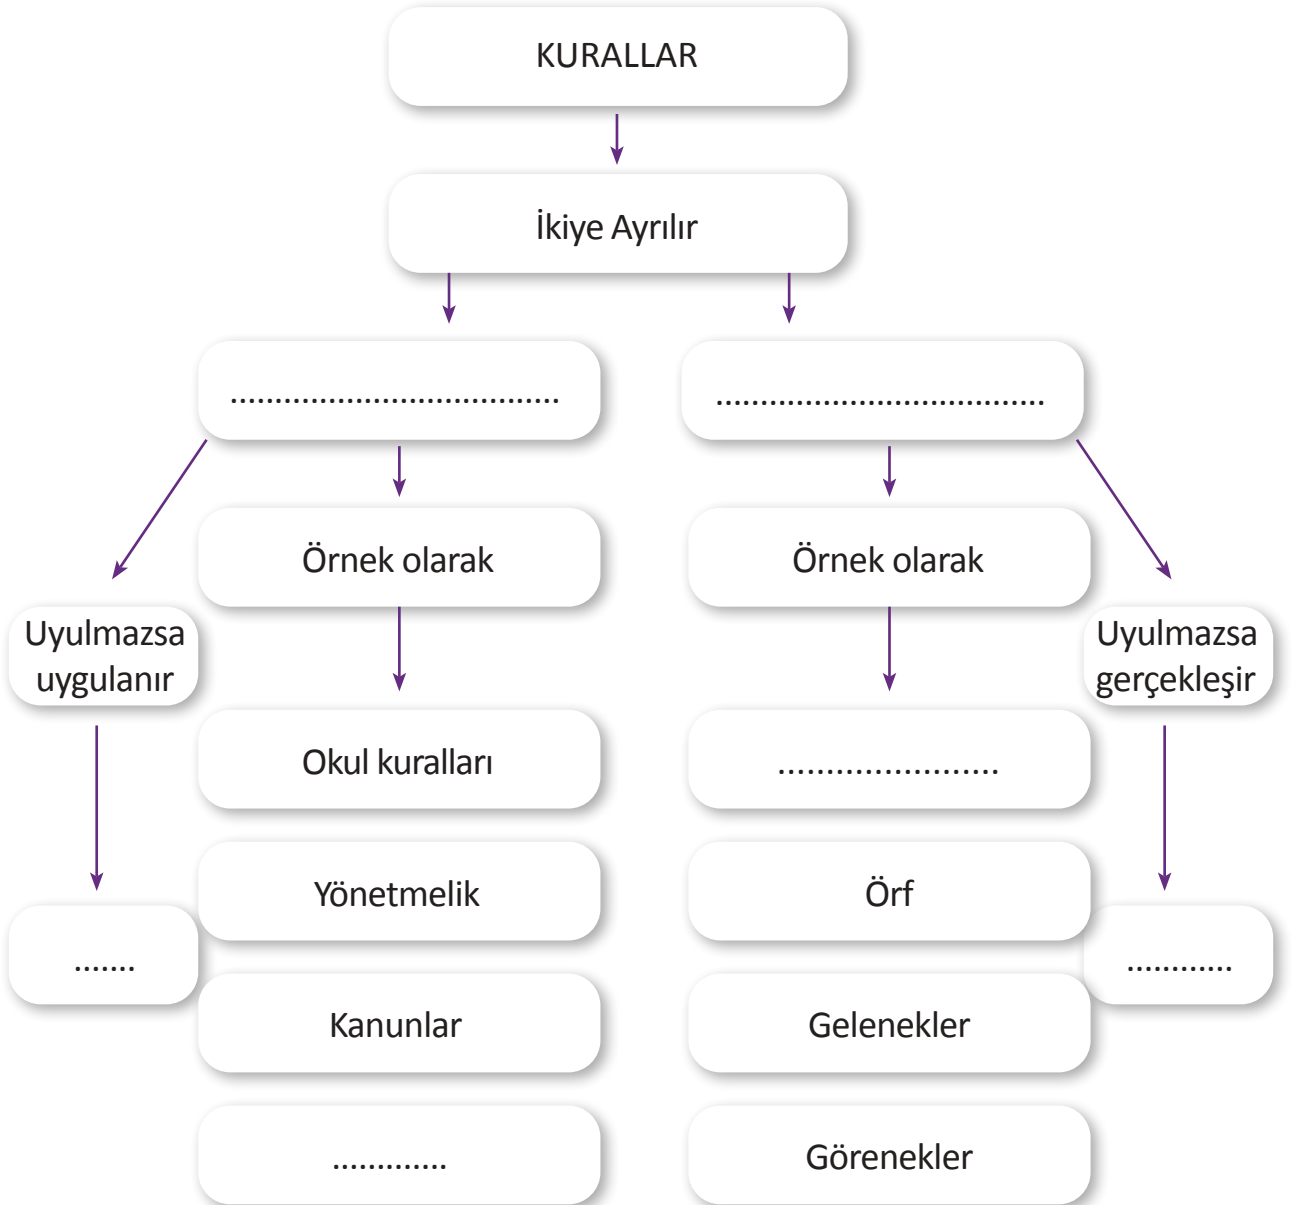 KURALLAR
İkiye Ayrılır
.....................................
.....................................
Örnek olarak
Örnek olarak
Uyulmazsa
uygulanır
Uyulmazsa
gerçekleşir
Okul kuralları
.......................
Yönetmelik
Örf
.......
............
Kanunlar
Gelenekler
.............
Görenekler